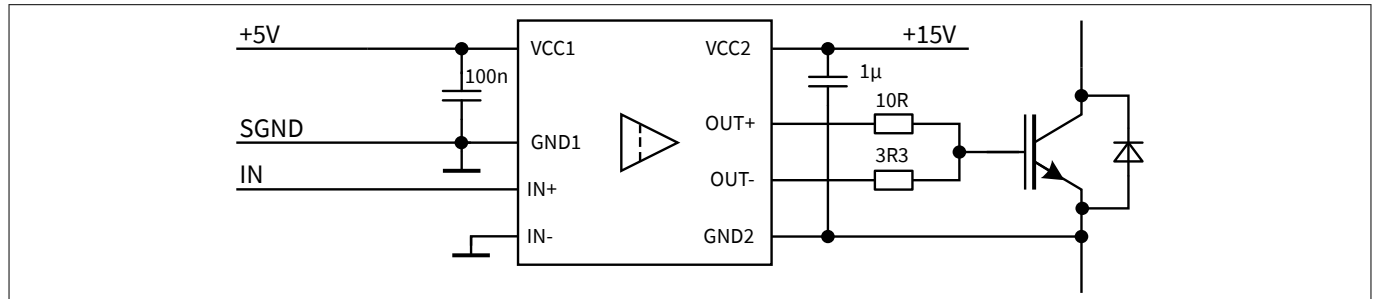 +5V
VCC1
VCC2
+15V
100n
1µ
10R
SGND
GND1
OUT+
3R3
IN
IN+
OUT-
IN-
GND2